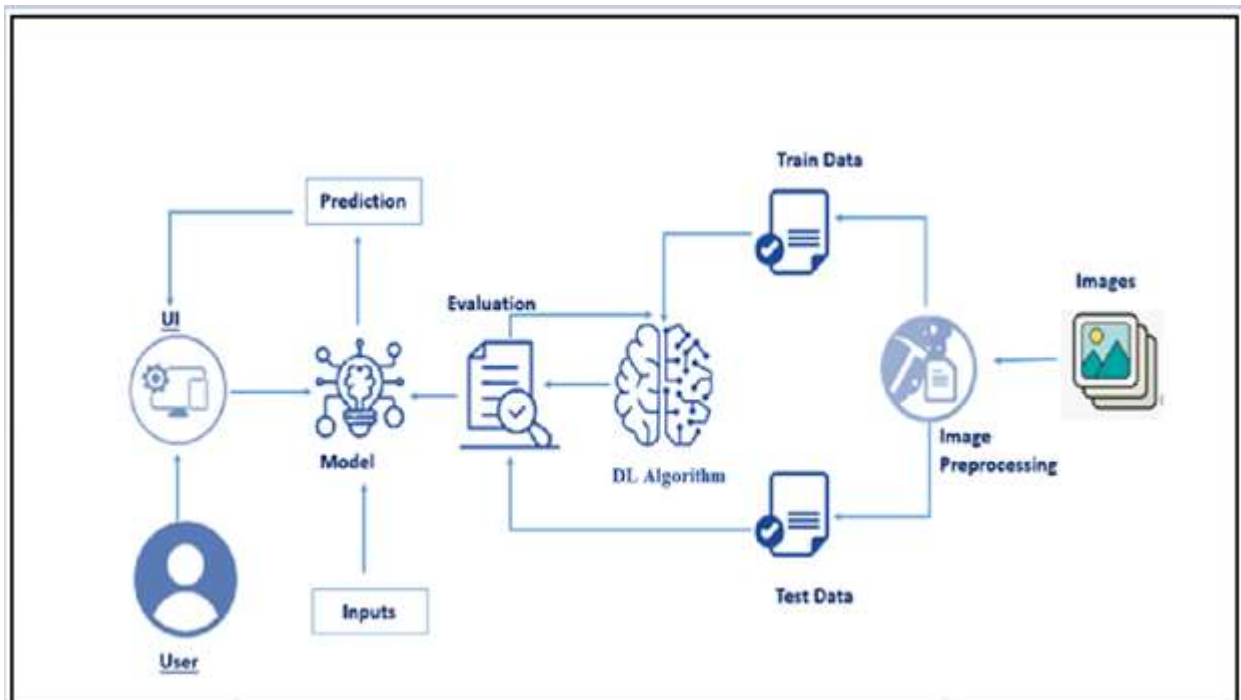 Train Data
Prediction
Images
Evaluation
UI
Model
Image
Preprocessing
DL Algorithm
Test Data
Inputs
User